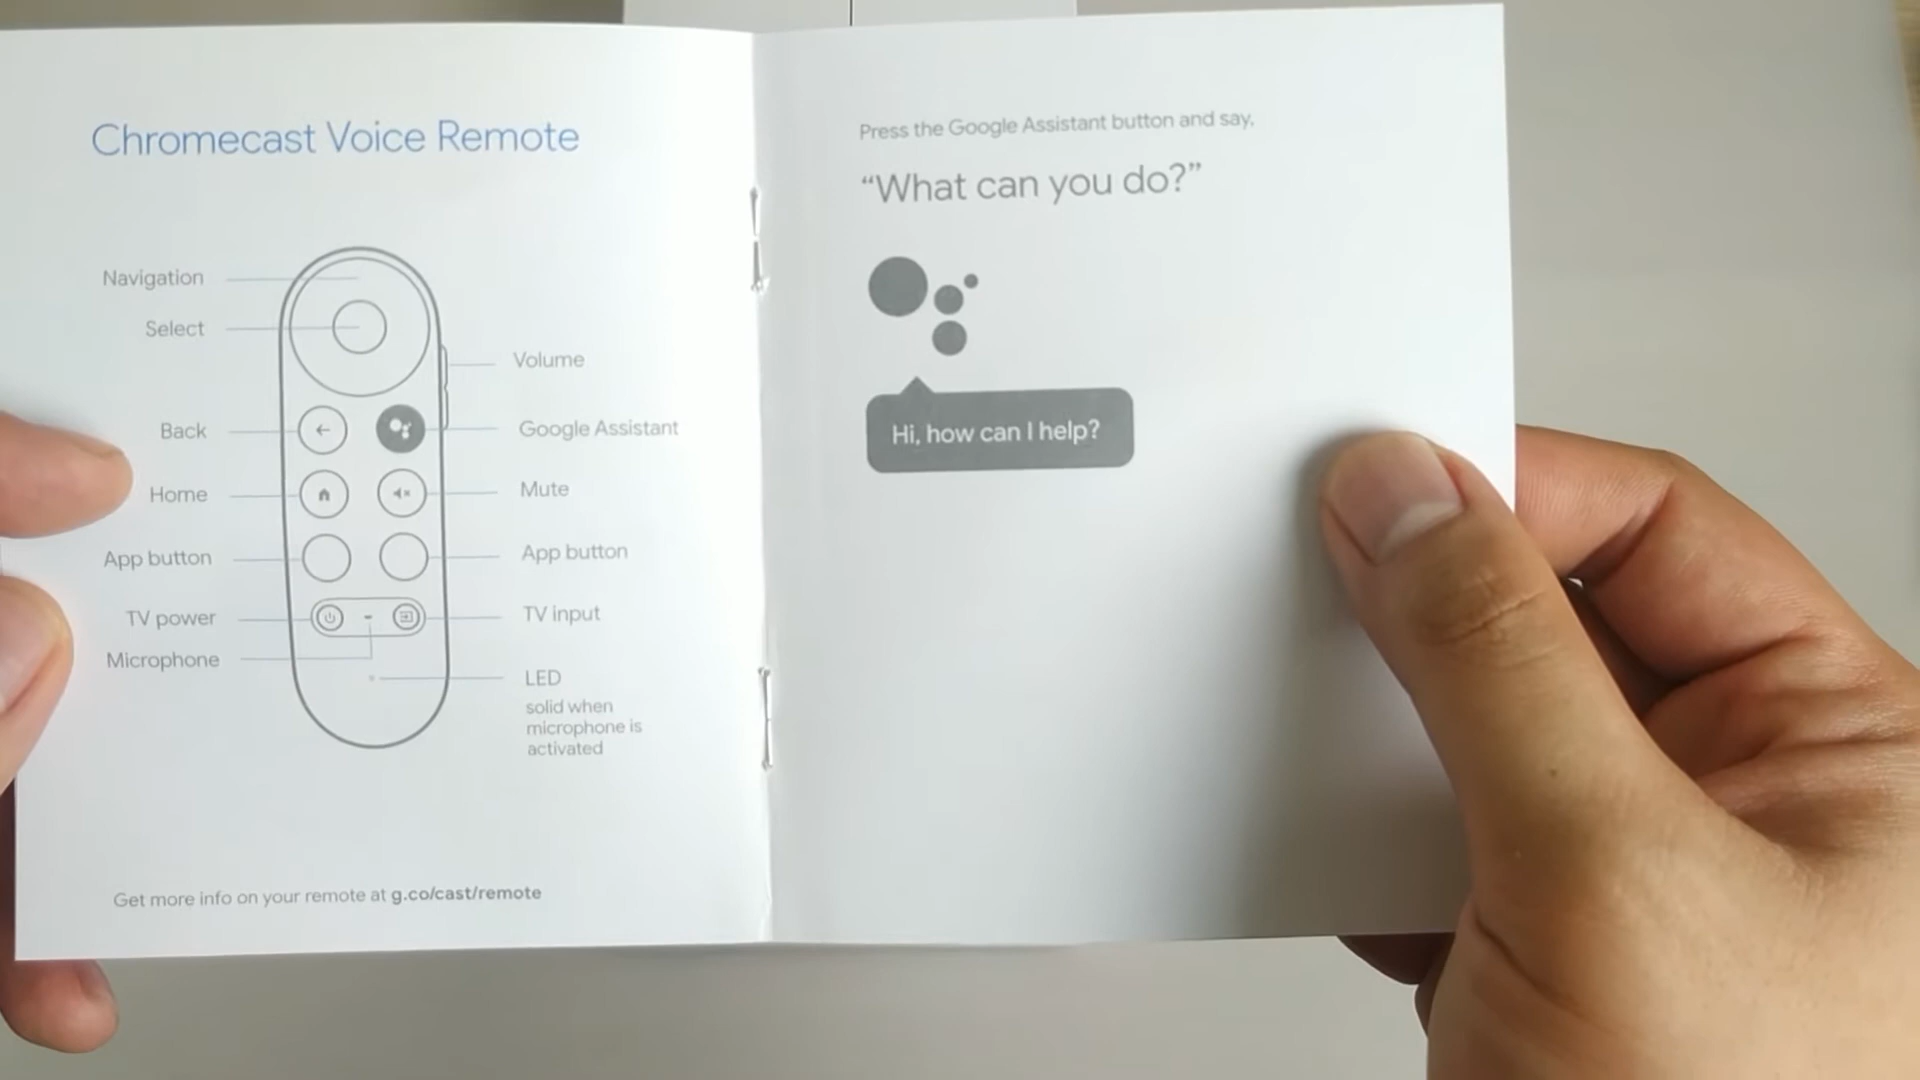 Chromecast Voice Remote
Navigation
Select
Volume
Back
Google Assistant
Home
Mute
App button
App button
TV power
TV input
Microphone
LED
solid when
microphone is
activated
Get more info on your remote at g.co/cast/remote
Press the Google Assistant button and say,
“What can you do?”
Hi, how can I help?